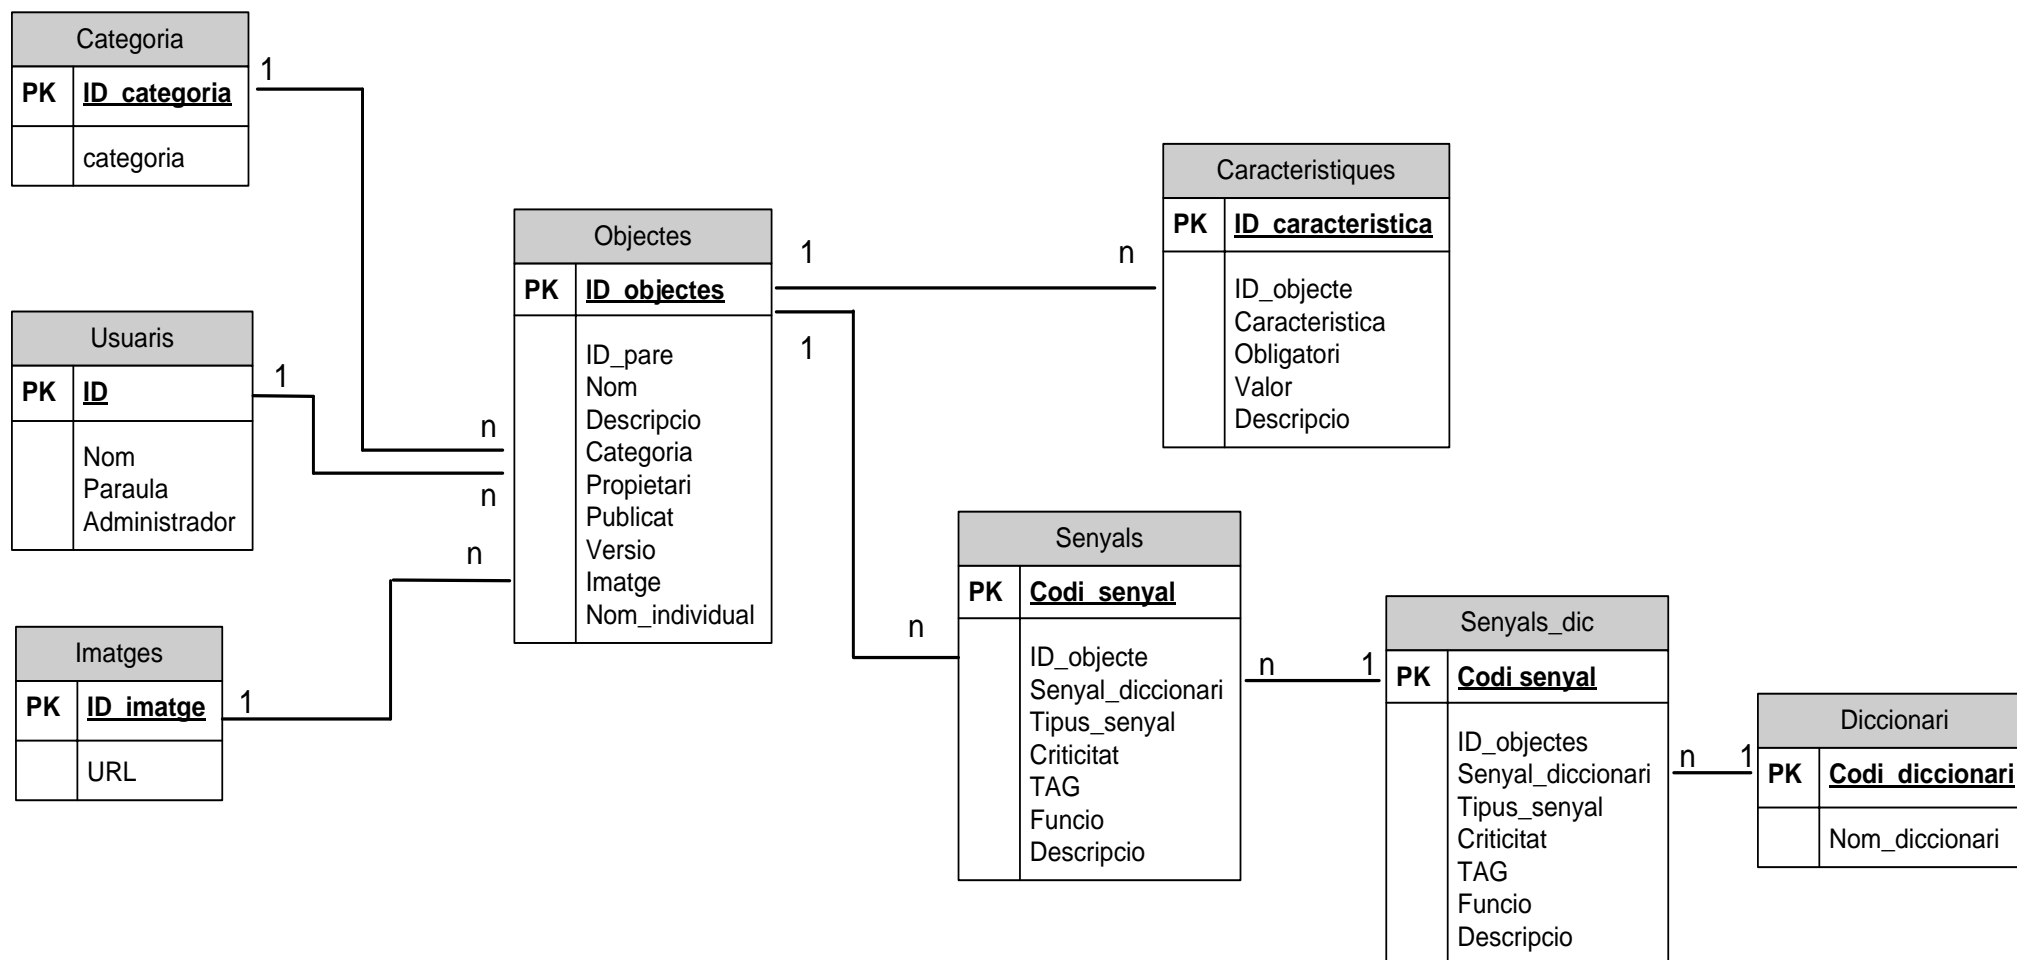 Categoria
PK ID_categoria
categoria
1
Usuaris
PK ID
Nom
Paraula
Administrador
1
Imatges
PK ID_imatge
URL
1
n
n
n
Objectes
PK ID_objectes
ID_pare
Nom
Descripcio
Categoria
Propietari
Publicat
Versio
Imatge
Nom_individual
1
n
1
n
Caracteristiques
PK ID_caracteristica
ID_objecte
Caracteristica
Obligatori
Valor
Descripcio
Senyals
PK Codi_senyal
ID_objecte
Senyal_diccionari
Tipus_senyal
Criticitat
TAG
Funcio
Descripcio
n 1
Senyals_dic
PK Codi senyal
ID_objectes
Senyal_diccionari
Tipus_senyal
Criticitat
TAG
Funcio
Descripcio
n 1
Diccionari
PK Codi_diccionari
Nom_diccionari